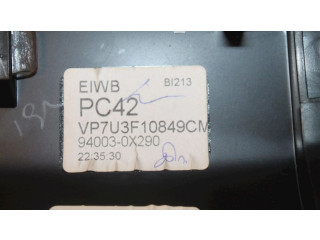 EIWB BI213
PC42
VP7U3F10849CM
94003-0X290
22:35:30